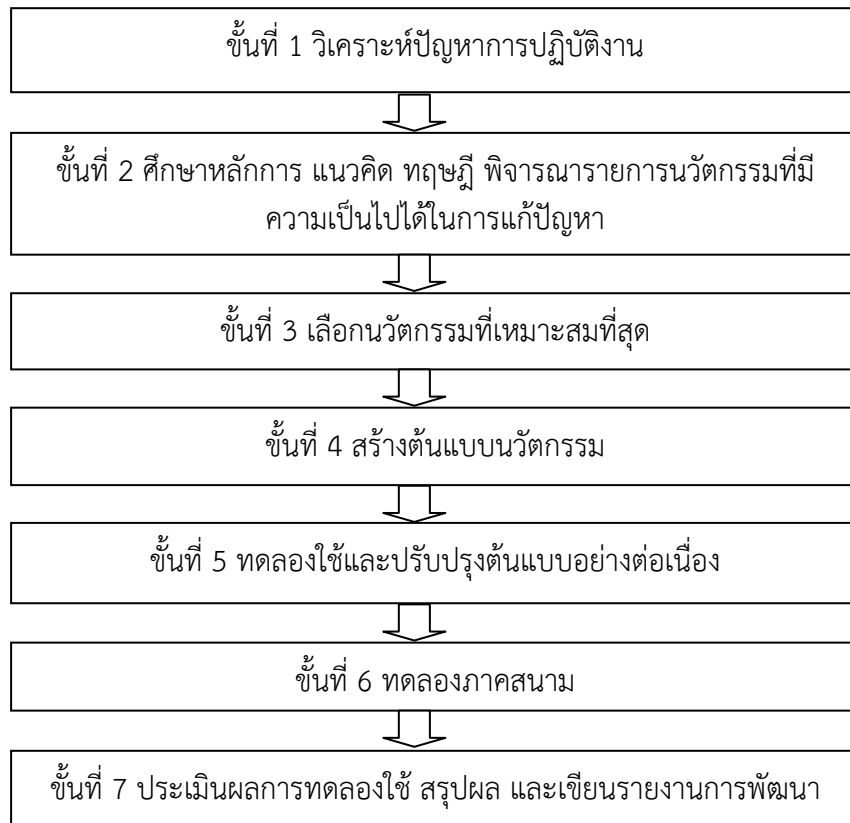 ขั้นที่ 1 วิเคราะห์ปัญหาการปฏิบัติงาน
ขั้นที่ 2 ศึกษาหลักการ แนวคิด ทฤษฎี พิจารณารายการนวัตกรรมที่มี
ความเป็นไปได้ในการแก้ปัญหา
ขั้นที่ 3 เลือกนวัตกรรมที่เหมาะสมที่สุด
ขั้นที่ 4 สร้างต้นแบบนวัตกรรม
ขั้นที่ 5 ทดลองใช้และปรับปรุงต้นแบบอย่างต่อเนื่อง
ขั้นที่ 6 ทดลองภาคสนาม
ขั้นที่ 7 ประเมินผลการทดลองใช้ สรุปผล และเขียนรายงานการพัฒนา